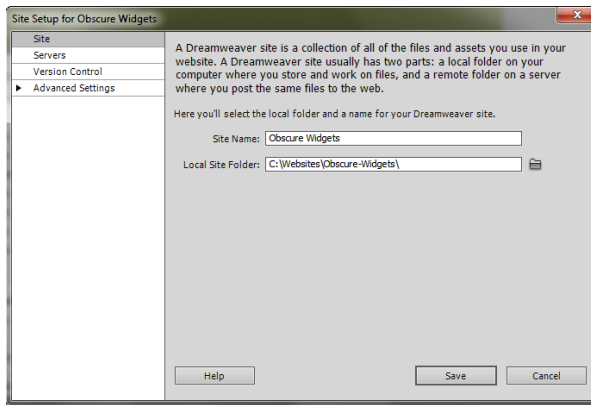 Site Setup for Obscure Widgets
Site
Servers
Version Control
Advanced Settings
A Dreamweaver site is a collection of all of the files and assets you use in your
website. A Dreamweaver site usually has two parts: a local folder on your
computer where you store and work on files, and a remote folder on a server
where you post the same files to the web.
Here you'll select the local folder and a name for your Dreamweaver site.
Site Name: Obscure Widgets
Local Site Folder: C:\Websites\Obscure-Widgets\
Help Save Cancel